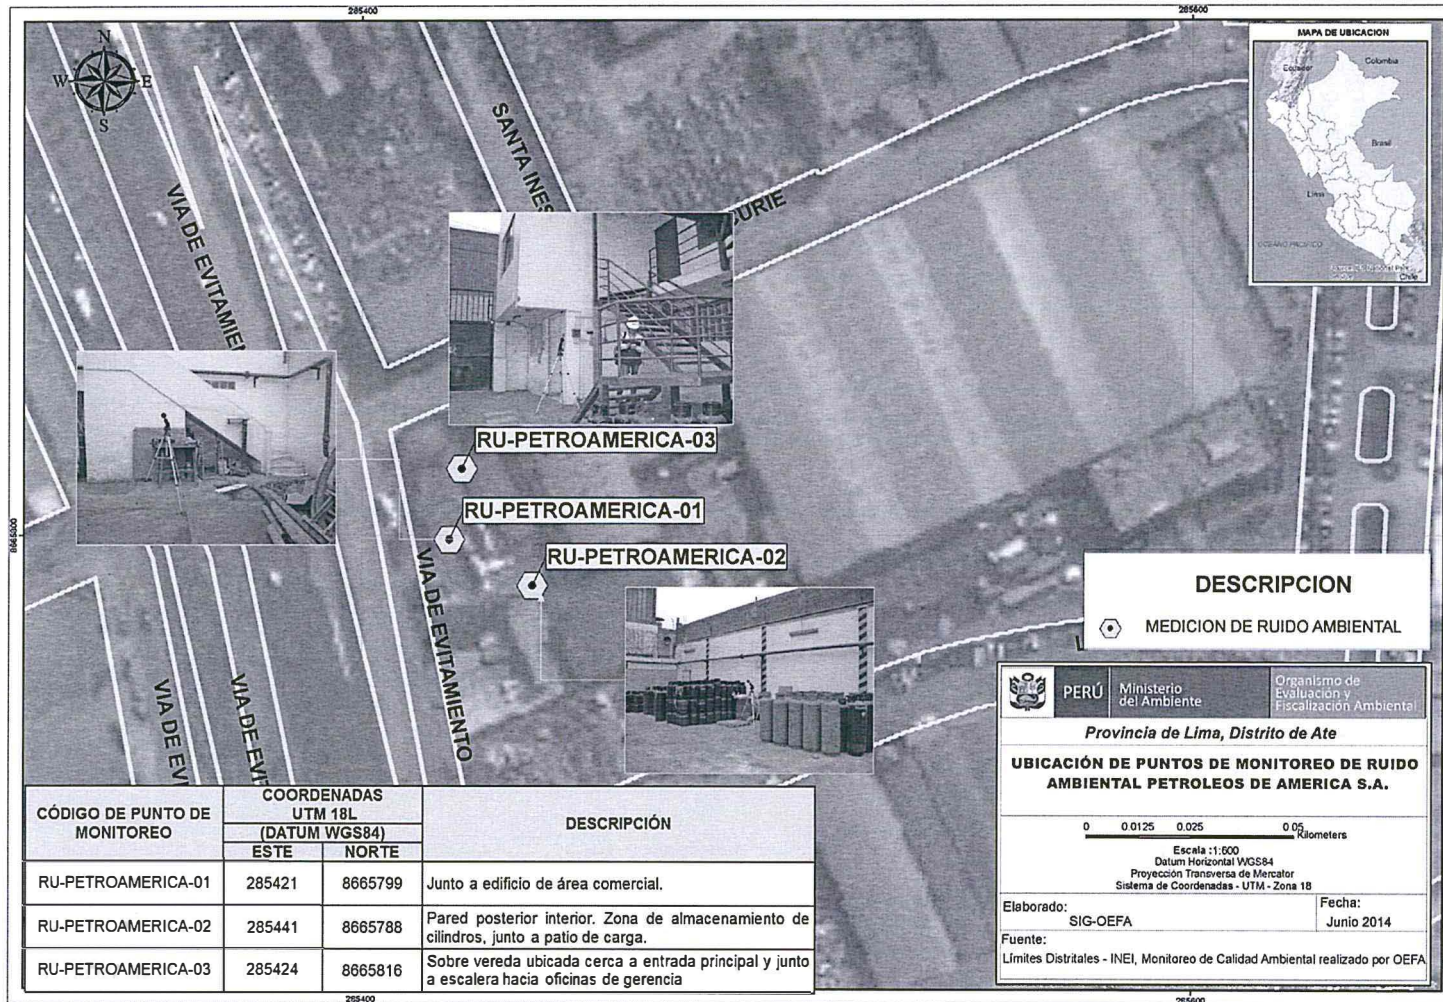 265400
265600
N
W
E
S
MAPA DE UBICACION
Ecuador
Colombia
Brasil
Lima
OCEANO PACIFICO
Chile
SANTA INES
CURIE
VIA DE EVITAMIEN
RU-PETROAMERICA-03
RU-PETROAMERICA-01
RU-PETROAMERICA-02
8665800
VIA DE EVITAMIENTO
VIA DE EVI
VIA DE EVI
DESCRIPCION
MEDICION DE RUIDO AMBIENTAL
PERÚ
Ministerio
del Ambiente
Organismo de
Evaluación y
Fiscalización Ambiental
Provincia de Lima, Distrito de Ate
UBICACIÓN DE PUNTOS DE MONITOREO DE RUIDO
AMBIENTAL PETROLEOS DE AMERICA S.A.
0 0.0125 0.025 0.05
Kilometers
Escala :1:600
Datum Horizontal WGS84
Proyección Transversa de Mercator
Sistema de Coordenadas - UTM - Zona 18
Elaborado:
SIG-OEFA
Fecha:
Junio 2014
Fuente:
Límites Distritales - INEI, Monitoreo de Calidad Ambiental realizado por OEFA
CÓDIGO DE PUNTO DE
MONITOREO
COORDENADAS
UTM 18L
(DATUM WGS84)
ESTE NORTE
DESCRIPCIÓN
RU-PETROAMERICA-01 285421 8665799 Junto a edificio de área comercial.
RU-PETROAMERICA-02 285441 8665788 Pared posterior interior. Zona de almacenamiento de
cilindros, junto a patio de carga.
RU-PETROAMERICA-03 285424 8665816 Sobre vereda ubicada cerca a entrada principal y junto
a escalera hacia oficinas de gerencia
265400
265600